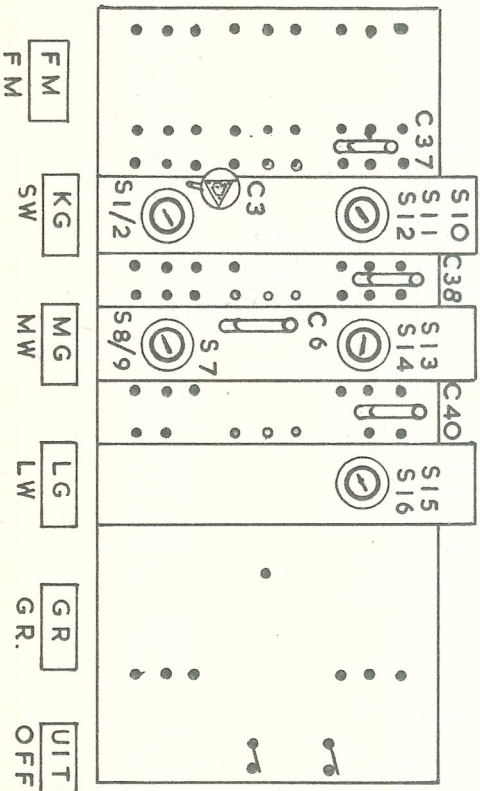 C37
S10
S11
S12
C38
S13
S14
C40
S15
S16
C3
C6
S1/2
S7
S8/9
FM
KG
MG
LG
GR
UIT
FM
SW
MW
LW
GR.
OFF